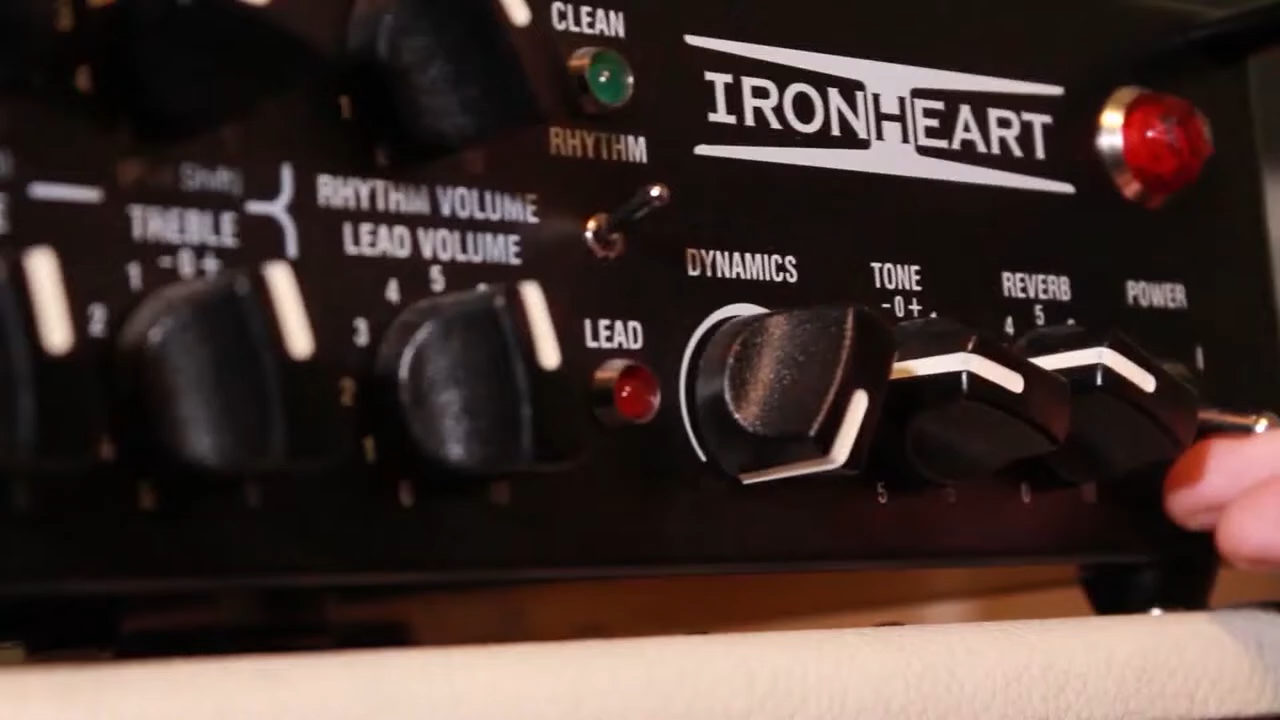 CLEAN
IRONHEART
RHYTHM
RHYTHM VOLUME
LEAD VOLUME
TREBLE
-0+
DYNAMICS
TONE
-0+
REVERB
POWER
LEAD
1
2
1
2
3
4
5
4
5
5
0